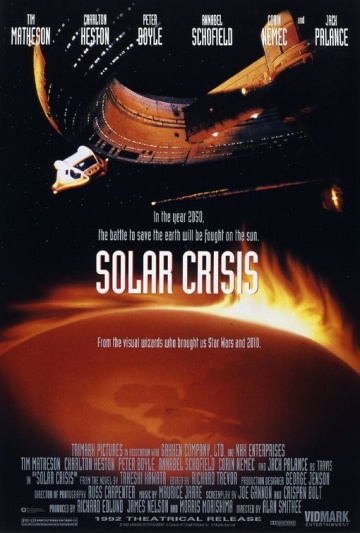 TIM MATHESON CHARLTON HESTON PETER BOYLE ANNABEL SCHOFIELD CORIN NEMEC AND JACK PALANCE
In the year 2050,
the battle to save the earth will be fought on the sun.
SOLAR CRISIS
From the visual wizards who brought us Star Wars and 2010.
TRIMARK PICTURES IN ASSOCIATION WITH GAKKEN COMPANY, LTD. AND NHK ENTERPRISES
TIM MATHESON CHARLTON HESTON PETER BOYLE ANNABEL SCHOFIELD CORIN NEMEC AND JACK PALANCE AS TRAVIS
IN "SOLAR CRISIS" FROM THE NOVEL BY TAKESHI KAWATA EDITED BY RICHARD TREVOR PRODUCTION DESIGNER GEORGE JENSON
DIRECTOR OF PHOTOGRAPHY RUSS CARPENTER MUSIC BY MAURICE JARRE SCREENPLAY BY JOE GANNON AND CRISPAN BOLT
PRODUCED BY RICHARD EDLUND JAMES NELSON AND MORRIS MORISHIMA DIRECTED BY ALAN SMITHEE
1992 THEATRICAL RELEASE
VIDMARK
ENTERTAINMENT